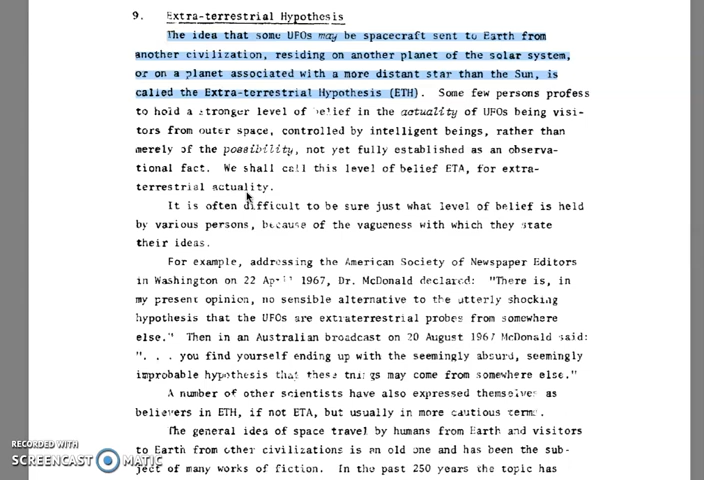 9. Extra-terrestrial Hypothesis
The idea that some UFOs may be spacecraft sent to Earth from
another civilization, residing on another planet of the solar system,
or on a planet associated with a more distant star than the Sun, is
called the Extra-terrestrial Hypothesis (ETH). Some few persons profess
to hold a stronger level of belief in the actuality of UFOs being visi-
tors from outer space, controlled by intelligent beings, rather than
merely of the possibility, not yet fully established as an observa-
tional fact. We shall call this level of belief ETA, for extra-
terrestrial actuality.
It is often difficult to be sure just what level of belief is held
by various persons, because of the vagueness with which they state
their ideas.
For example, addressing the American Society of Newspaper Editors
in Washington on 22 April 1967, Dr. McDonald declared: "There is, in
my present opinion, no sensible alternative to the utterly shocking
hypothesis that the UFOs are extraterrestrial probes from somewhere
else." Then in an Australian broadcast on 20 August 1967 McDonald said:
". . . you find yourself ending up with the seemingly absurd, seemingly
improbable hypothesis that these things may come from somewhere else."
A number of other scientists have also expressed themselves as
believers in ETH, if not ETA, but usually in more cautious terms.
The general idea of space travel by humans from Earth and visitors
to Earth from other civilizations is an old one and has been the sub-
ject of many works of fiction. In the past 250 years the topic has
RECORDED WITH
SCREENCAST MATIC